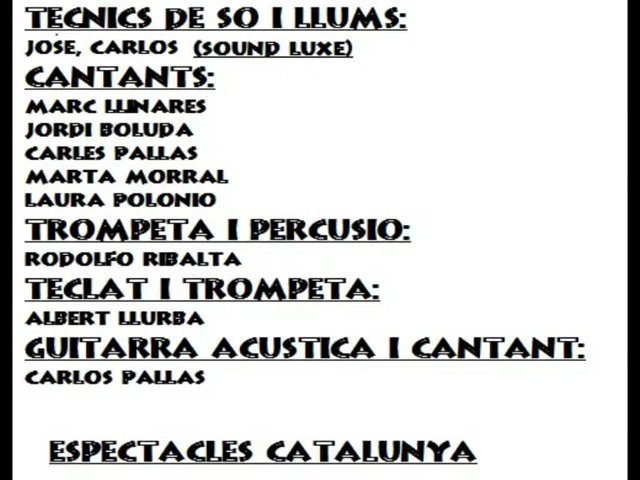 TECNICS DE SO I LLUMS:
JOSE, CARLOS (SOUND LUXE)
CANTANTS:
MARC LLINARES
JORDI BOLUDA
CARLES PALLAS
MARTA MORRAL
LAURA POLONIO
TROMPETA I PERCUSIO:
RODOLFO RIBALTA
TECLAT I TROMPETA:
ALBERT LLURBA
GUITARRA ACUSTICA I CANTANT:
CARLOS PALLAS
ESPECTACLES CATALUNYA